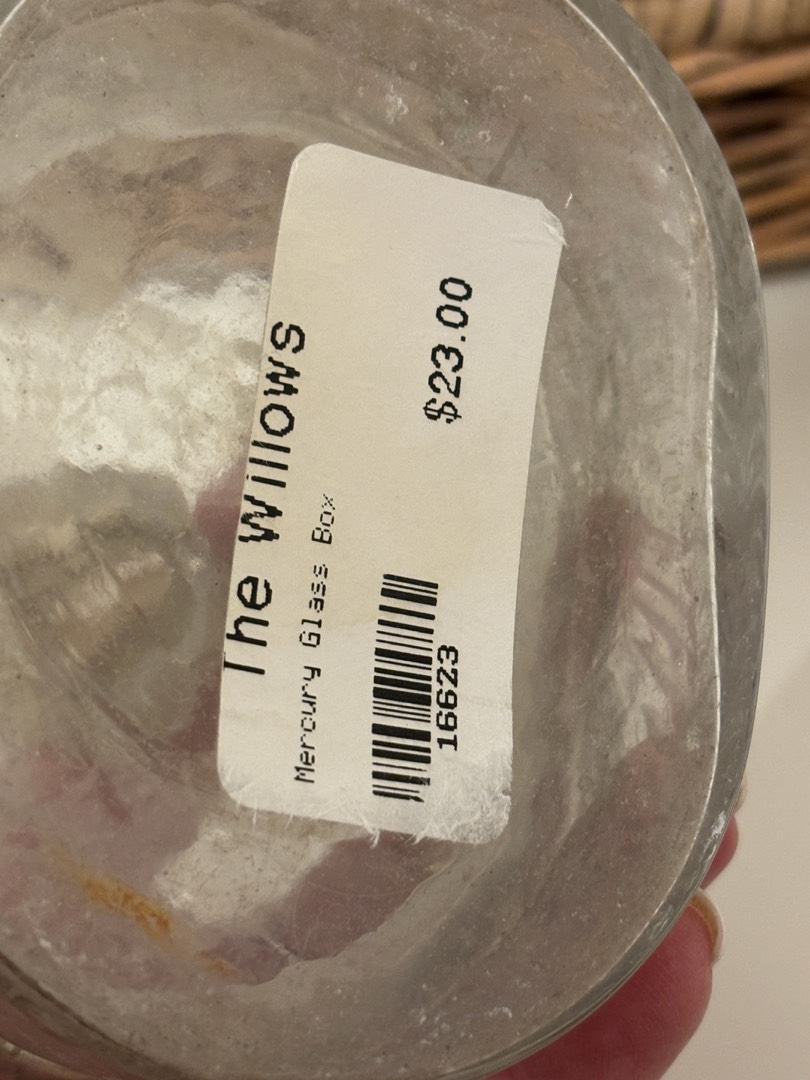 The Willows
Mercury Glass Box
$23.00
16623